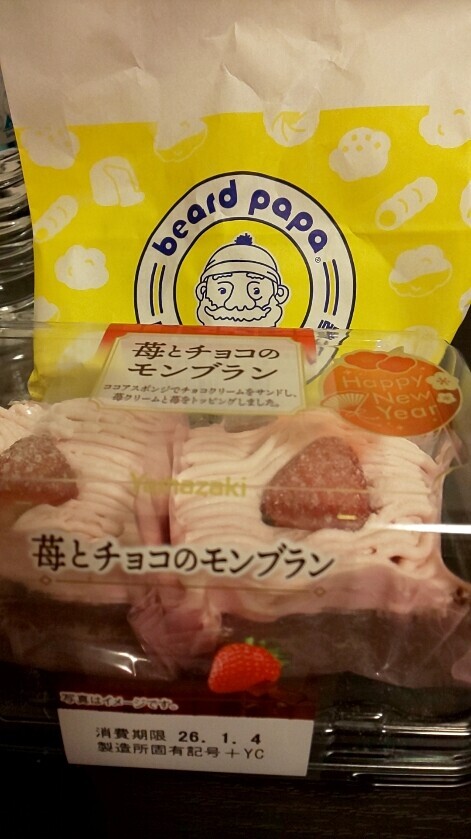 beard papa
苺とチョコの
モンブラン
ココアスポンジでチョコクリームをサンドし、
苺クリームと苺をトッピングしました。
Happy
New
Year
Yamazaki
苺とチョコのモンブラン
写真はイメージです。
消費期限 26. 1. 4
製造所固有記号+YC